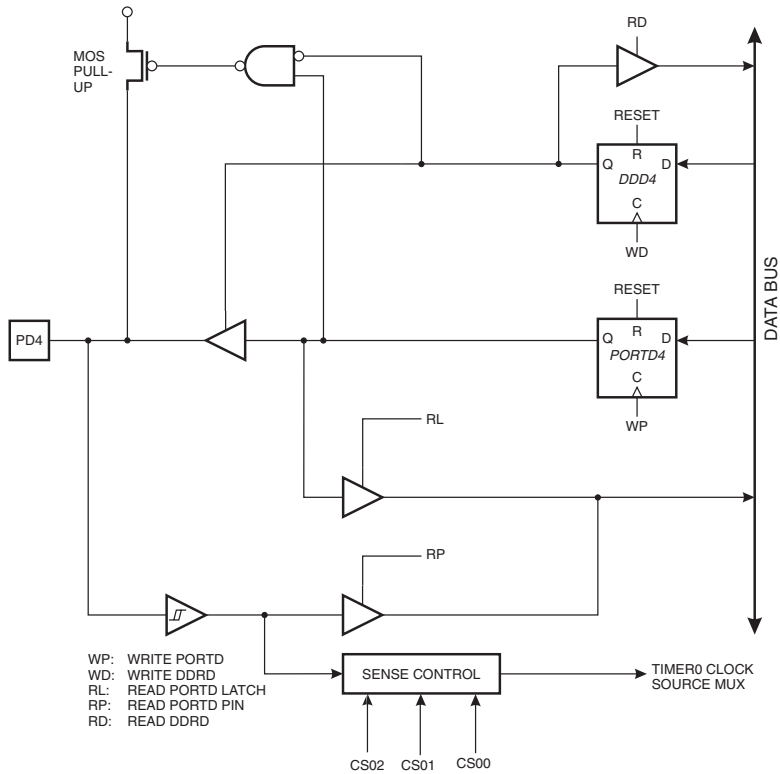 RD
MOS
PULL-
UP
RESET
R
Q
D
DDD4
C
WD
DATA BUS
RESET
R
PD4
Q
D
PORTD4
C
WP
RL
RP
WP: WRITE PORTD
WD: WRITE DDRD
RL: READ PORTD LATCH
RP: READ PORTD PIN
RD: READ DDRD
SENSE CONTROL
TIMER0 CLOCK
SOURCE MUX
CS02
CS01
CS00